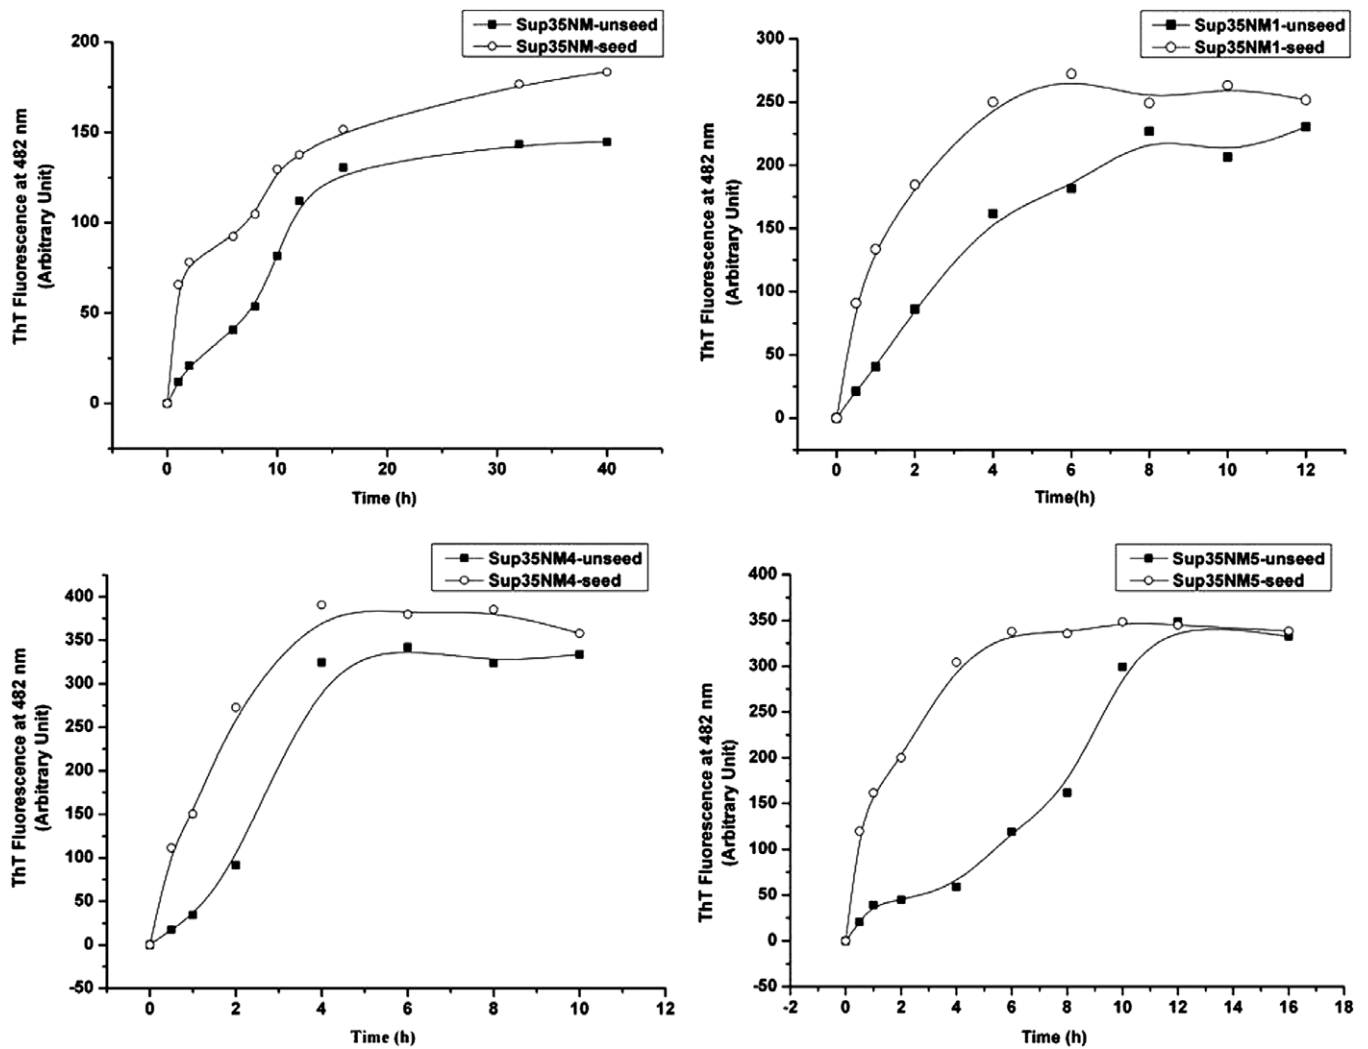 Sup35NM-unseed
Sup35NM-seed
200
150
100
50
0
ThT Fluorescence at 482 nm
(Arbitrary Unit)
0 10 20 30 40
Time (h)
Sup35NM1-unseed
Sup35NM1-seed
300
250
200
150
100
50
0
ThT Fluorescence at 482 nm
(Arbitrary Unit)
0 2 4 6 8 10 12
Time(h)
Sup35NM4-unseed
Sup35NM4-seed
400
350
300
250
200
150
100
50
0
-50
ThT Fluorescence at 482 nm
(Arbitrary Unit)
0 2 4 6 8 10 12
Time (h)
Sup35NM5-unseed
Sup35NM5-seed
400
350
300
250
200
150
100
50
0
-50
ThT Fluorescence at 482 nm
(Arbitrary Unit)
-2 0 2 4 6 8 10 12 14 16 18
Time (h)